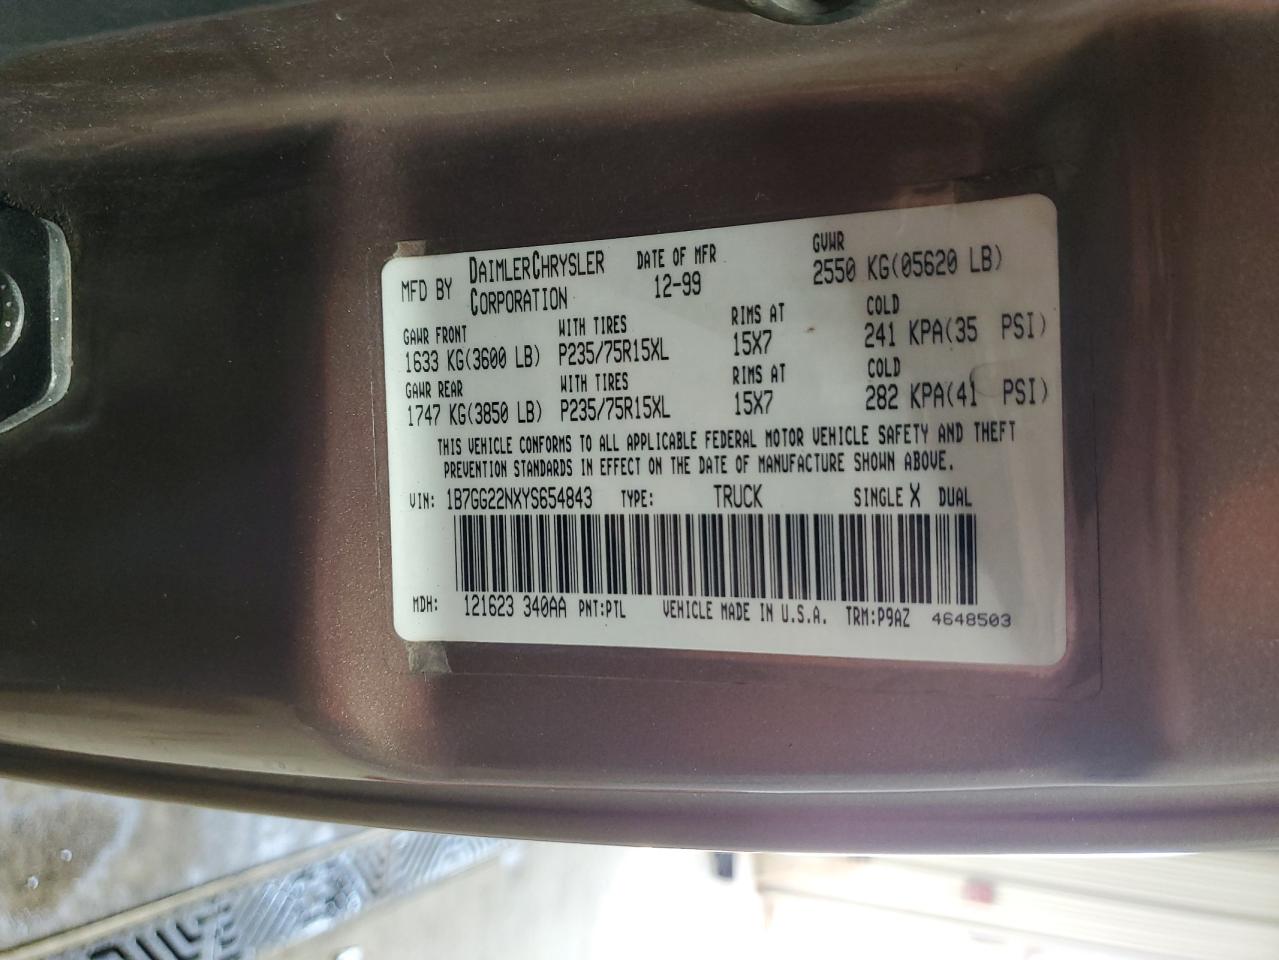 MFD BY DAIMLERCHRYSLER CORPORATION DATE OF MFR 12-99 GVWR 2550 KG(05620 LB)
GAWR FRONT WITH TIRES RIMS AT COLD
1633 KG(3600 LB) P235/75R15XL 15X7 241 KPA(35 PSI)
GAWR REAR WITH TIRES RIMS AT COLD
1747 KG(3850 LB) P235/75R15XL 15X7 282 KPA(41 PSI)
THIS VEHICLE CONFORMS TO ALL APPLICABLE FEDERAL MOTOR VEHICLE SAFETY AND THEFT
PREVENTION STANDARDS IN EFFECT ON THE DATE OF MANUFACTURE SHOWN ABOVE.
VIN: 1B7GG22NXYS654843 TYPE: TRUCK SINGLE X DUAL
MDH: 121623 340AA PNT:PTL VEHICLE MADE IN U.S.A. TRM:P9AZ 4648503